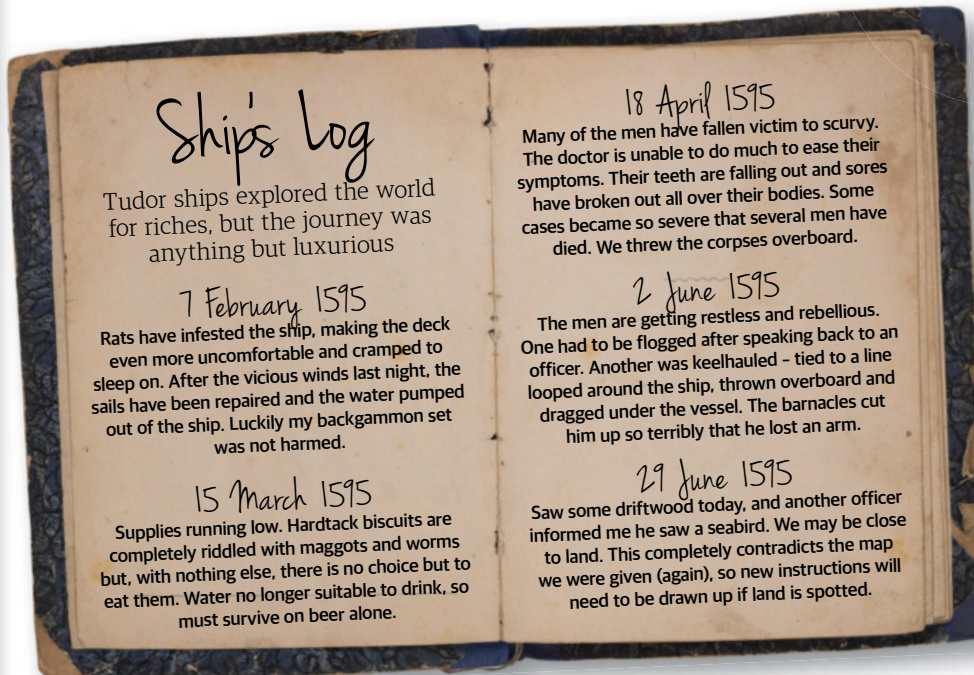 Ship's Log
Tudor ships explored the world
for riches, but the journey was
anything but luxurious
7 February 1595
Rats have infested the ship, making the deck
even more uncomfortable and cramped to
sleep on. After the vicious winds last night, the
sails have been repaired and the water pumped
out of the ship. Luckily my backgammon set
was not harmed.
15 March 1595
Supplies running low. Hardtack biscuits are
completely riddled with maggots and worms
but, with nothing else, there is no choice but to
eat them. Water no longer suitable to drink, so
must survive on beer alone.
18 April 1595
Many of the men have fallen victim to scurvy.
The doctor is unable to do much to ease their
symptoms. Their teeth are falling out and sores
have broken out all over their bodies. Some
cases became so severe that several men have
died. We threw the corpses overboard.
2 June 1595
The men are getting restless and rebellious.
One had to be flogged after speaking back to an
officer. Another was keelhauled – tied to a line
looped around the ship, thrown overboard and
dragged under the vessel. The barnacles cut
him up so terribly that he lost an arm.
29 June 1595
Saw some driftwood today, and another officer
informed me he saw a seabird. We may be close
to land. This completely contradicts the map
we were given (again), so new instructions will
need to be drawn up if land is spotted.